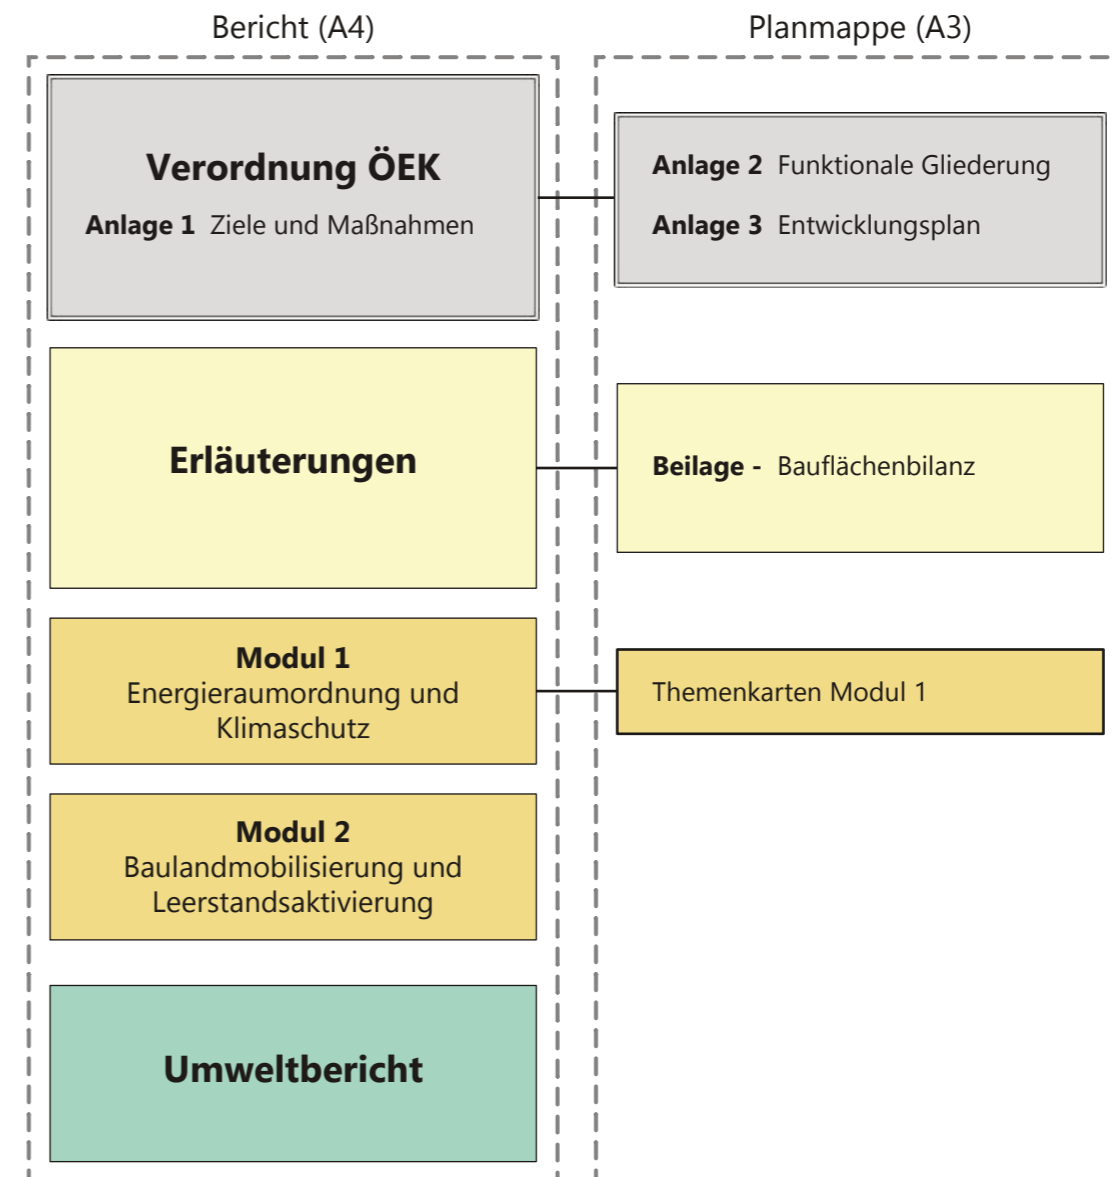 Bericht (A4)
Planmappe (A3)
Verordnung ÖEK
Anlage 1 Ziele und Maßnahmen
Anlage 2 Funktionale Gliederung
Anlage 3 Entwicklungsplan
Erläuterungen
Beilage - Bauflächenbilanz
Modul 1
Energieraumordnung und
Klimaschutz
Themenkarten Modul 1
Modul 2
Baulandmobilisierung und
Leerstandsaktivierung
Umweltbericht